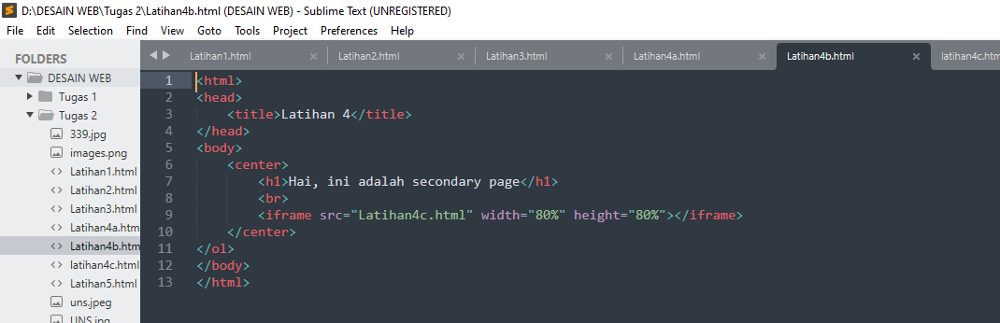 D:\DESAIN WEB\Tugas 2\Latihan4b.html (DESAIN WEB) - Sublime Text (UNREGISTERED)
File Edit Selection Find View Goto Tools Project Preferences Help
FOLDERS
DESAIN WEB
Tugas 1
Tugas 2
339.jpg
images.png
Latihan1.html
Latihan2.html
Latihan3.html
Latihan4a.htm
Latihan4b.htm
latihan4c.html
Latihan5.html
uns.jpeg
UNS.jpg
Latihan1.html Latihan2.html Latihan3.html Latihan4a.html Latihan4b.html latihan4c.htm
1 <html>
2 <head>
3 <title>Latihan 4</title>
4 </head>
5 <body>
6 <center>
7 <h1>Hai, ini adalah secondary page</h1>
8 <br>
9 <iframe src="Latihan4c.html" width="80%" height="80%"></iframe>
10 </center>
11 </ol>
12 </body>
13 </html>